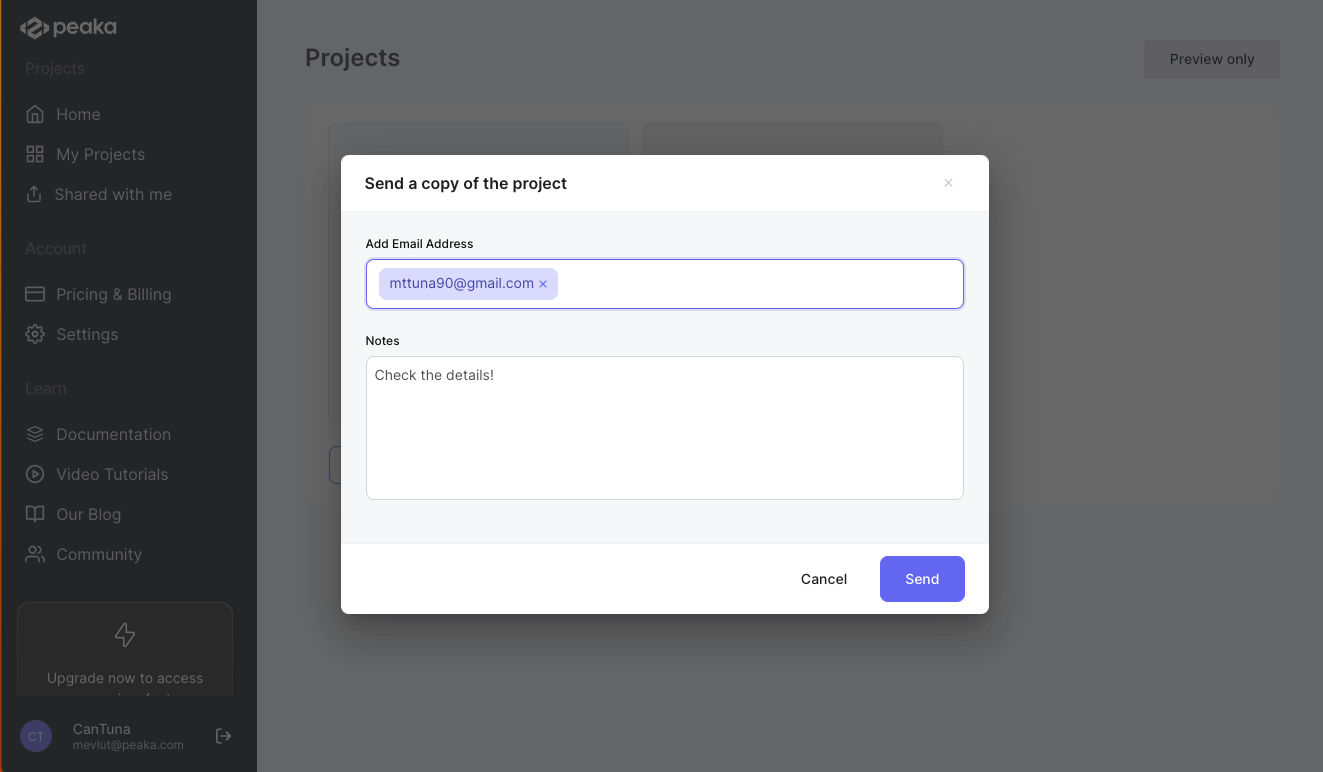 peaka
Projects
Home
My Projects
Shared with me
Account
Pricing & Billing
Settings
Learn
Documentation
Video Tutorials
Our Blog
Community
Upgrade now to access
CT
CanTuna
mevlut@peaka.com
Projects
Preview only
Send a copy of the project
×
Add Email Address
mttuna90@gmail.com ×
Notes
Check the details!
Cancel
Send